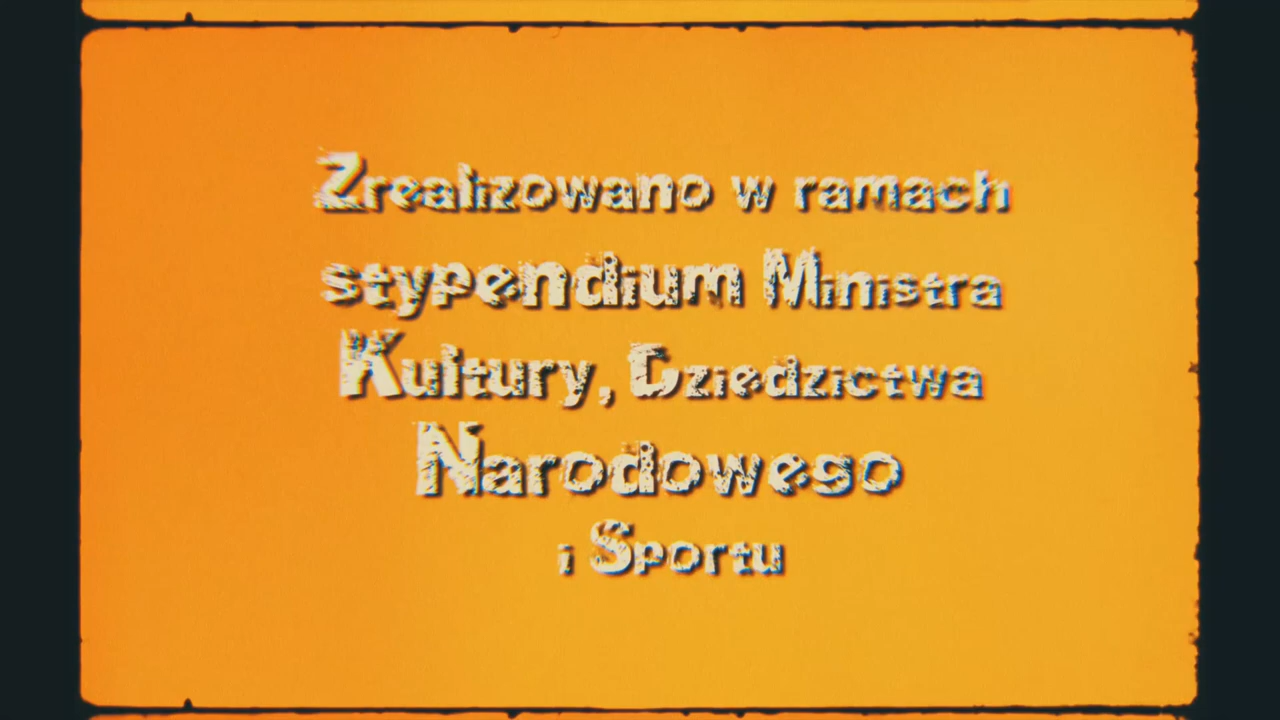 Zrealizowano w ramach
stypendium Ministra
Kultury, Dziedzictwa
Narodowego
i Sportu